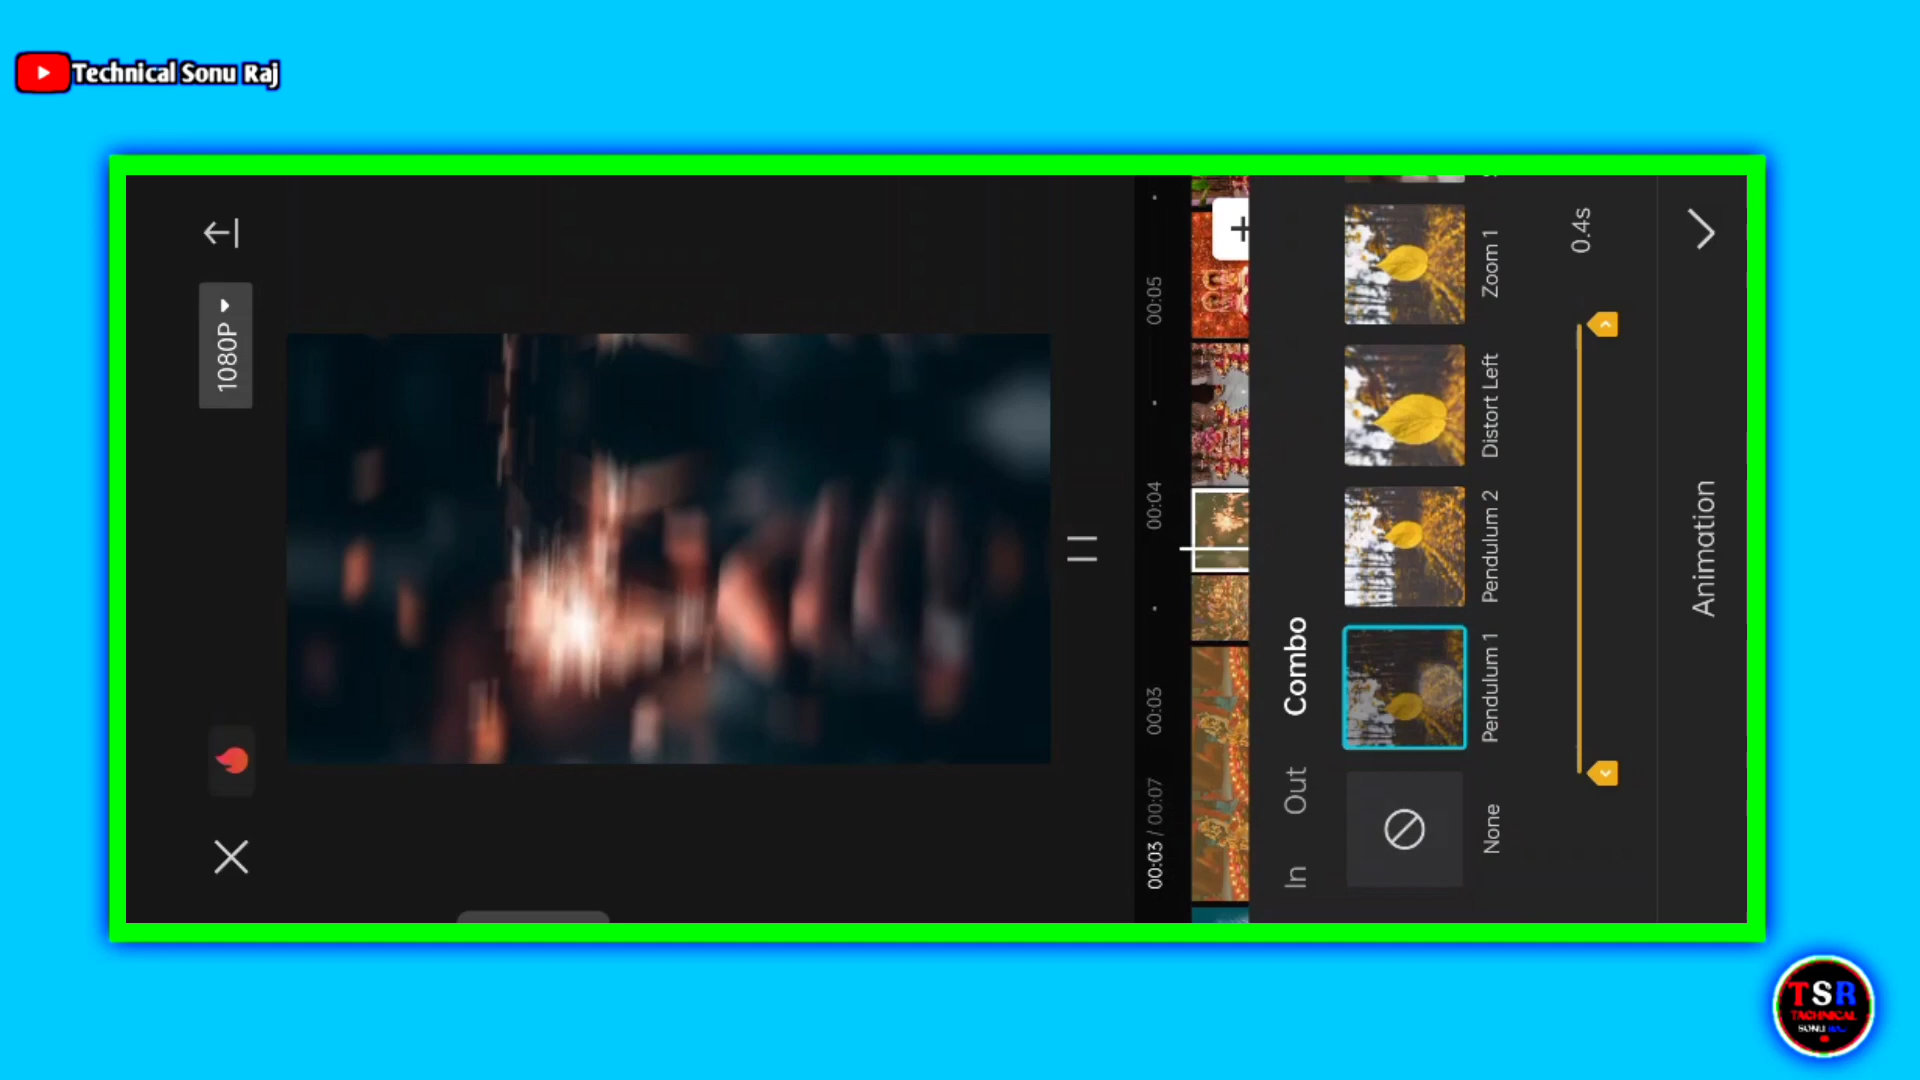 Technical Sonu Raj
1080P
00:03 / 00:07
00:03
00:04
00:05
In
Out
Combo
None
Pendulum 1
Pendulum 2
Distort Left
Zoom 1
0.4s
Animation
TSR
TECHNICAL
SONU RAJ